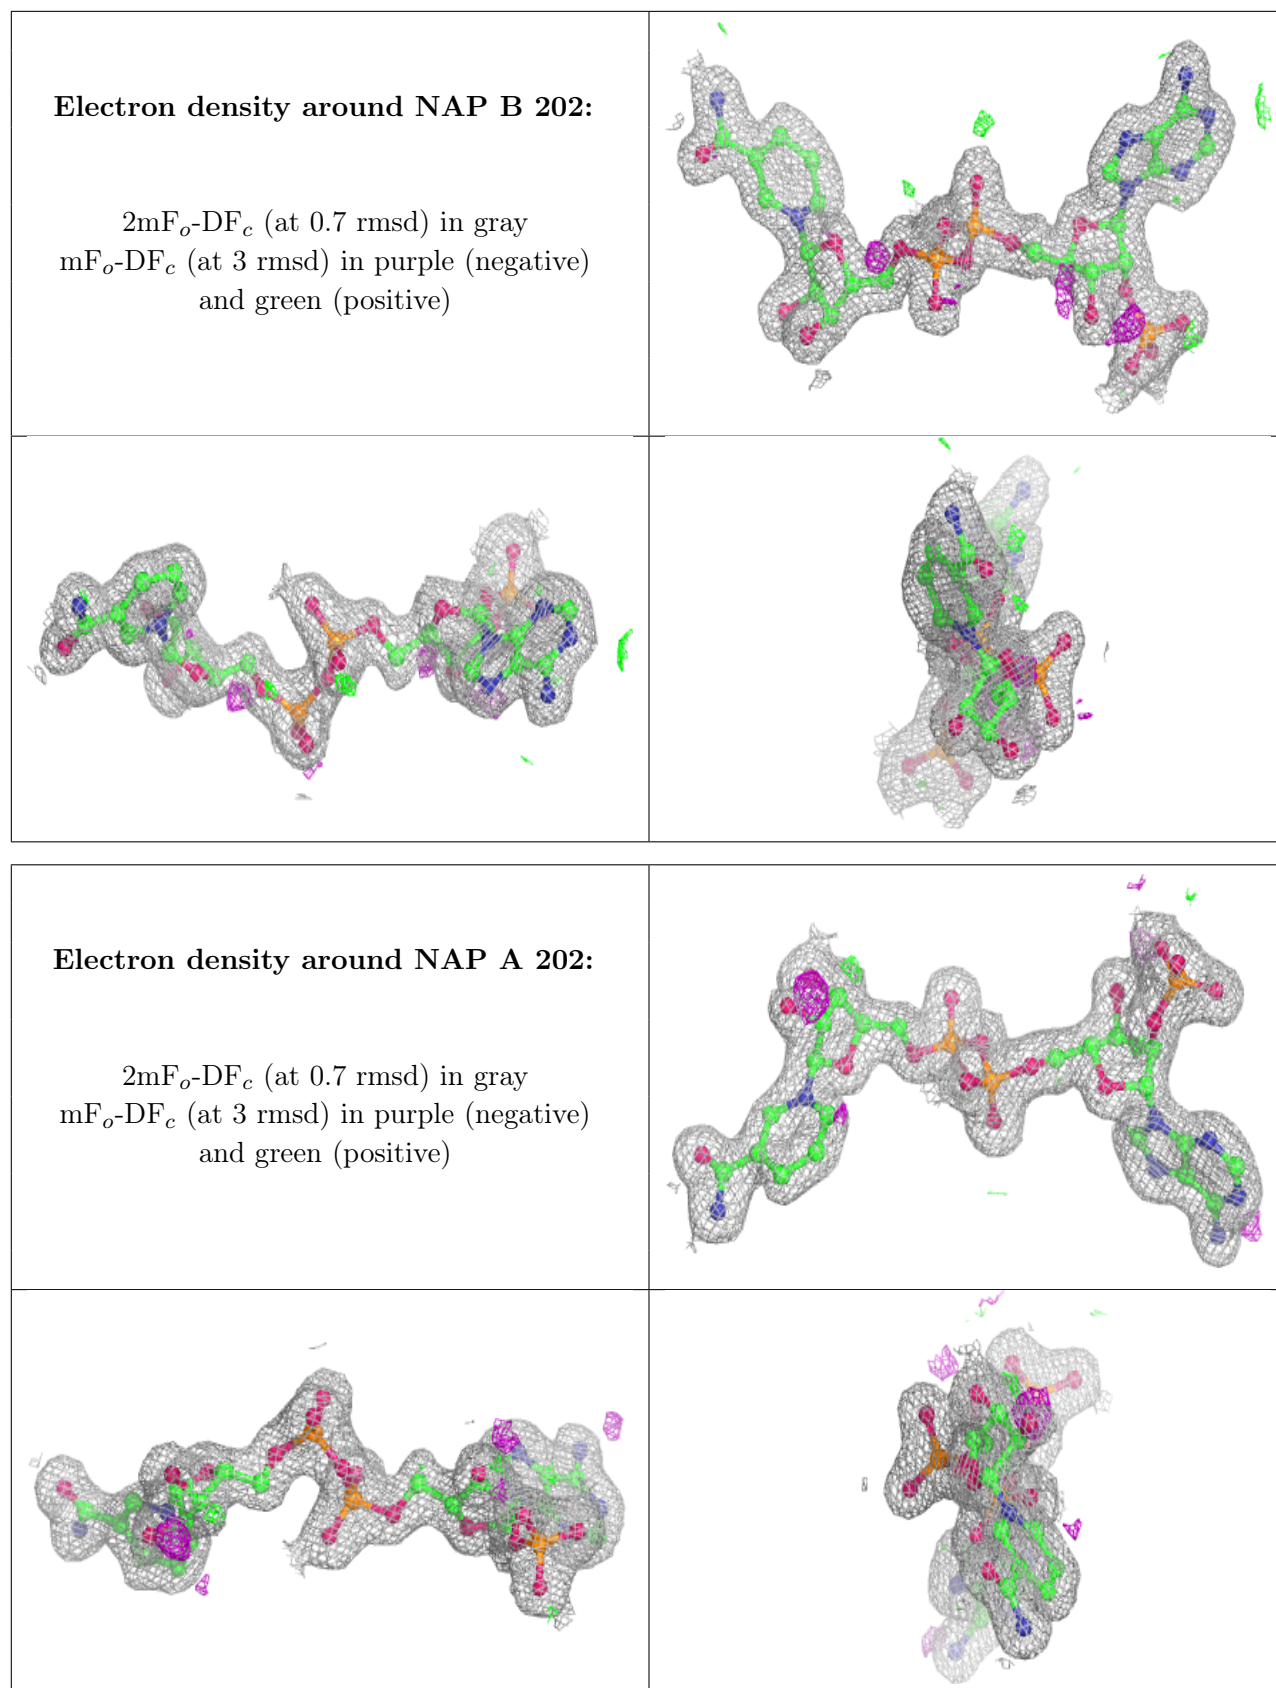 Electron density around NAP B 202:
2mFo-DFc (at 0.7 rmsd) in gray
mFo-DFc (at 3 rmsd) in purple (negative)
and green (positive)
Electron density around NAP A 202:
2mFo-DFc (at 0.7 rmsd) in gray
mFo-DFc (at 3 rmsd) in purple (negative)
and green (positive)